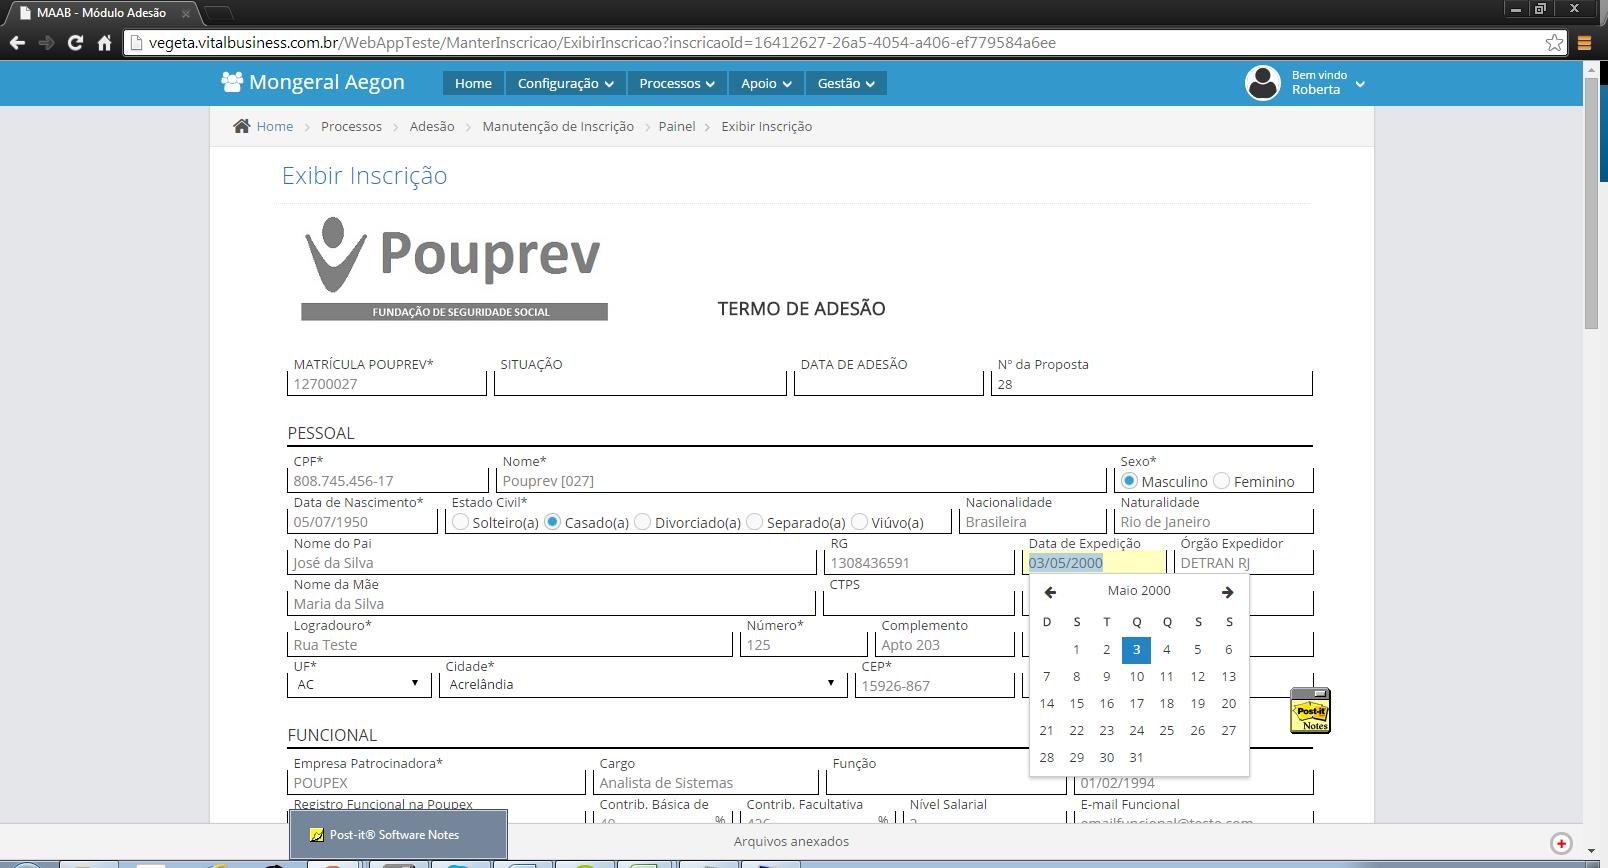 MAAB - Módulo Adesão
vegeta.vitalbusiness.com.br/WebAppTeste/ManterInscricao/ExibirInscricao?inscricaoId=16412627-26a5-4054-a406-ef779584a6ee
Mongeral Aegon
Home Configuração Processos Apoio Gestão
Bem vindo
Roberta
Home > Processos > Adesão > Manutenção de Inscrição > Painel > Exibir Inscrição
Exibir Inscrição
Pouprev
FUNDAÇÃO DE SEGURIDADE SOCIAL
TERMO DE ADESÃO
MATRÍCULA POUPREV* SITUAÇÃO DATA DE ADESÃO Nº da Proposta
12700027 28
PESSOAL
CPF* Nome* Sexo*
808.745.456-17 Pouprev [027] Masculino Feminino
Data de Nascimento* Estado Civil* Nacionalidade Naturalidade
05/07/1950 Solteiro(a) Casado(a) Divorciado(a) Separado(a) Viúvo(a) Brasileira Rio de Janeiro
Nome do Pai RG Data de Expedição Órgão Expedidor
José da Silva 1308436591 03/05/2000 DETRAN RJ
Nome da Mãe CTPS
Maria da Silva
Logradouro* Número* Complemento
Rua Teste 125 Apto 203
UF* Cidade* CEP*
AC Acrelândia 15926-867
Maio 2000
D S T Q Q S S
1 2 3 4 5 6
7 8 9 10 11 12 13
14 15 16 17 18 19 20
21 22 23 24 25 26 27
28 29 30 31
Post-it
Notes
FUNCIONAL
Empresa Patrocinadora* Cargo Função
POUPEX Analista de Sistemas 01/02/1994
Registro Funcional na Poupex Contrib. Básica de Contrib. Facultativa Nível Salarial E-mail Funcional
% % emailfuncional@teste.com
Post-it® Software Notes
Arquivos anexados